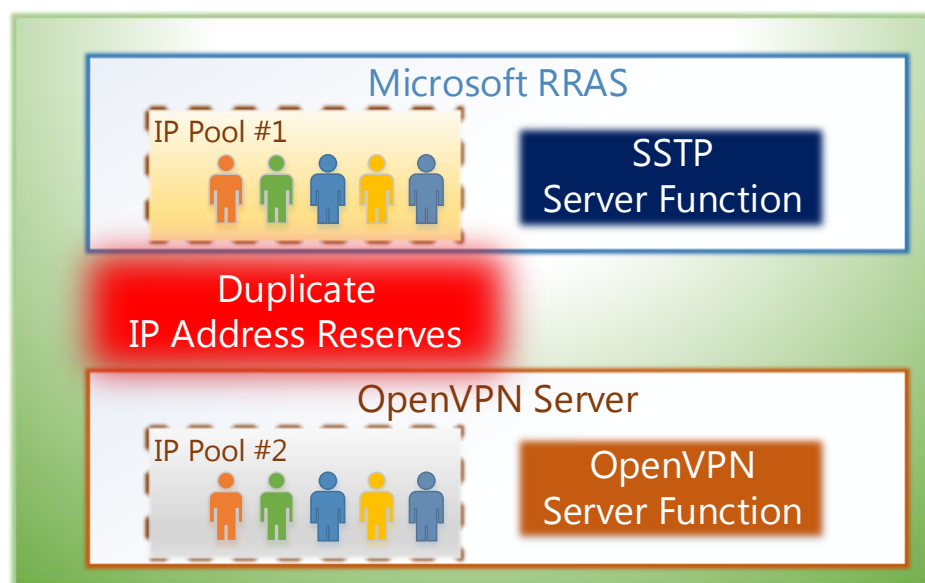 Microsoft RRAS
IP Pool #1
SSTP
Server Function
Duplicate
IP Address Reserves
OpenVPN Server
IP Pool #2
OpenVPN
Server Function